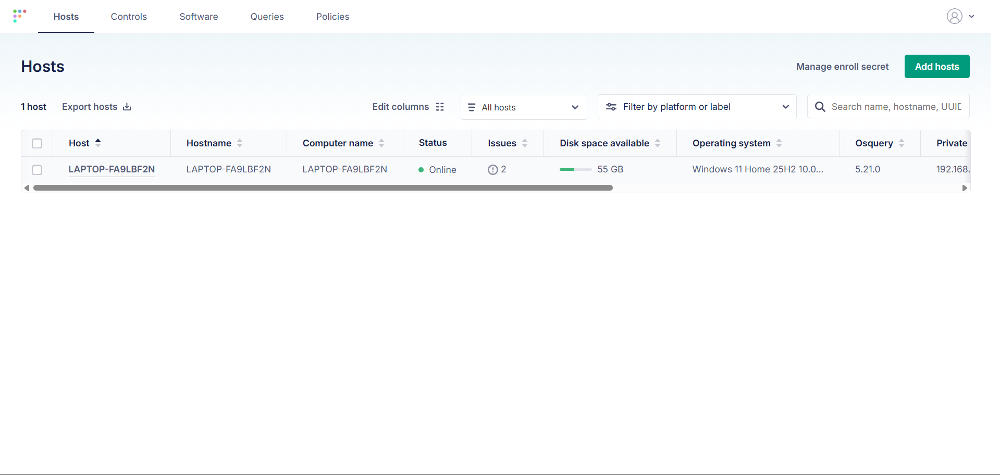 Hosts Controls Software Queries Policies
Hosts
Manage enroll secret Add hosts
1 host Export hosts Edit columns All hosts Filter by platform or label Search name, hostname, UUID
Host Hostname Computer name Status Issues Disk space available Operating system Osquery Private
LAPTOP-FA9LBF2N LAPTOP-FA9LBF2N LAPTOP-FA9LBF2N Online 2 55 GB Windows 11 Home 25H2 10.0... 5.21.0 192.168.